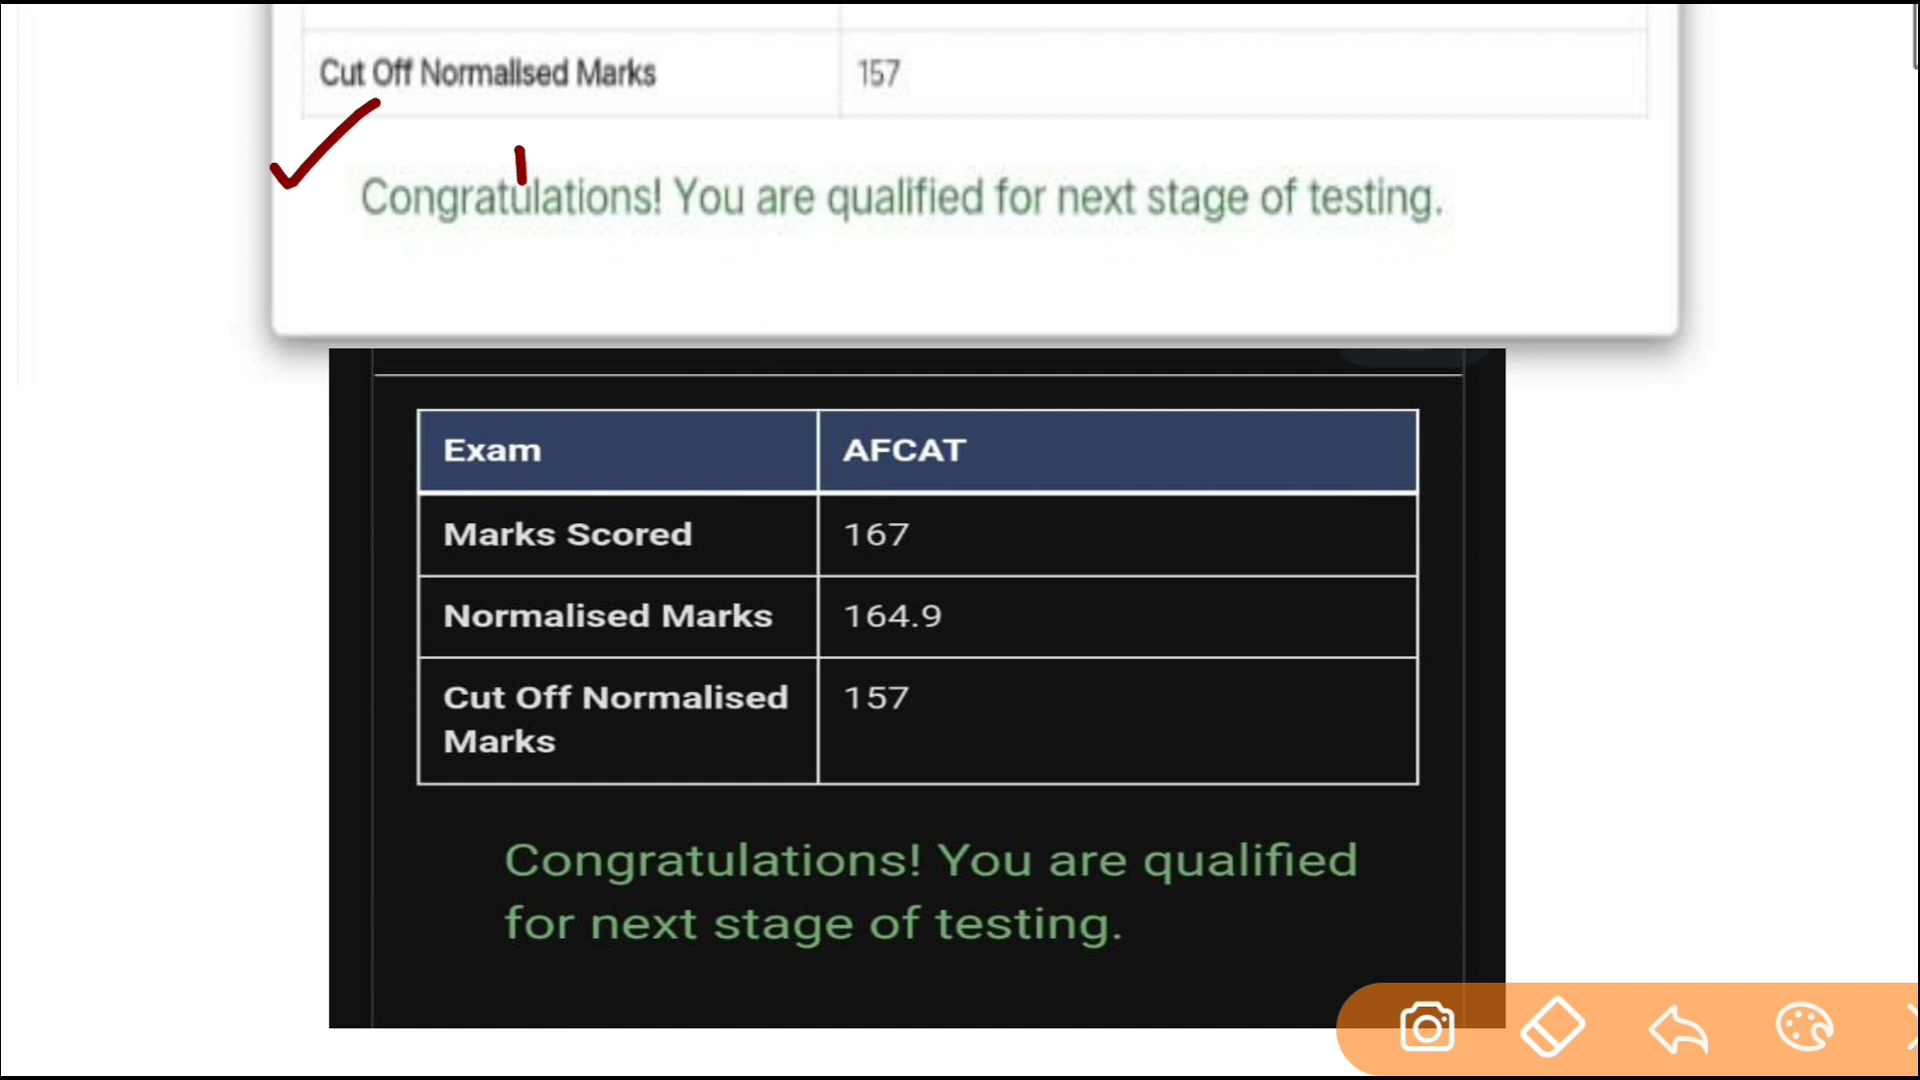 Cut Off Normalised Marks 157
Congratulations! You are qualified for next stage of testing.
Exam AFCAT
Marks Scored 167
Normalised Marks 164.9
Cut Off Normalised 157
Marks
Congratulations! You are qualified
for next stage of testing.